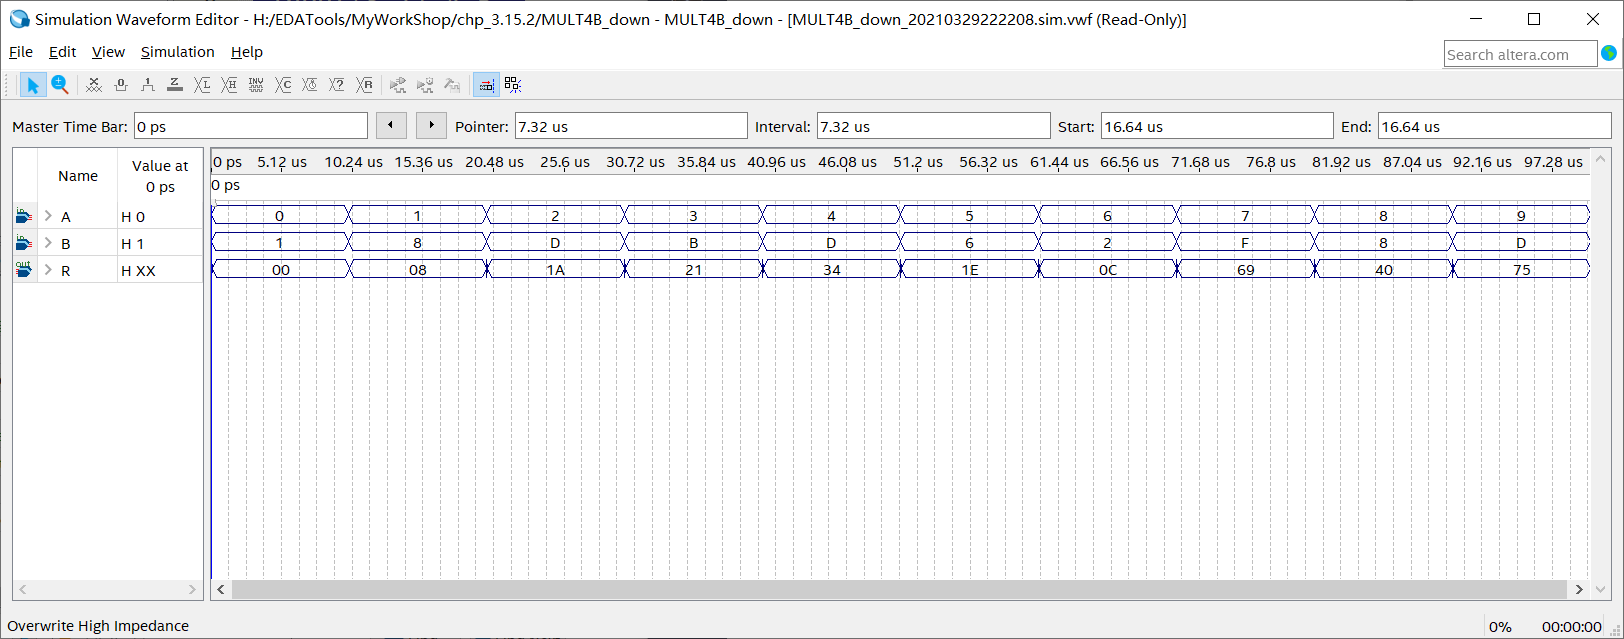 Simulation Waveform Editor - H:/EDATools/MyWorkShop/chp_3.15.2/MULT4B_down - MULT4B_down - [MULT4B_down_20210329222208.sim.vwf (Read-Only)]
File Edit View Simulation Help
Search altera.com
Master Time Bar: 0 ps Pointer: 7.32 us Interval: 7.32 us Start: 16.64 us End: 16.64 us
Name Value at 0 ps
0 ps 5.12 us 10.24 us 15.36 us 20.48 us 25.6 us 30.72 us 35.84 us 40.96 us 46.08 us 51.2 us 56.32 us 61.44 us 66.56 us 71.68 us 76.8 us 81.92 us 87.04 us 92.16 us 97.28 us
0 ps
A H 0 0 1 2 3 4 5 6 7 8 9
B H 1 1 8 D B D 6 2 F 8 D
R H XX 00 08 1A 21 34 1E 0C 69 40 75
Overwrite High Impedance 0% 00:00:00